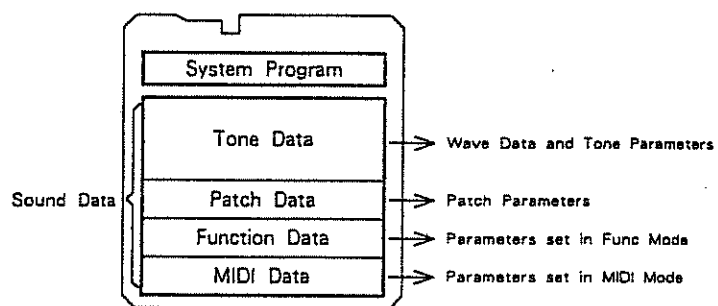 System Program
Tone Data
Wave Data and Tone Parameters
Sound Data
Patch Data
Patch Parameters
Function Data
Parameters set in Func Mode
MIDI Data
Parameters set in MIDI Mode